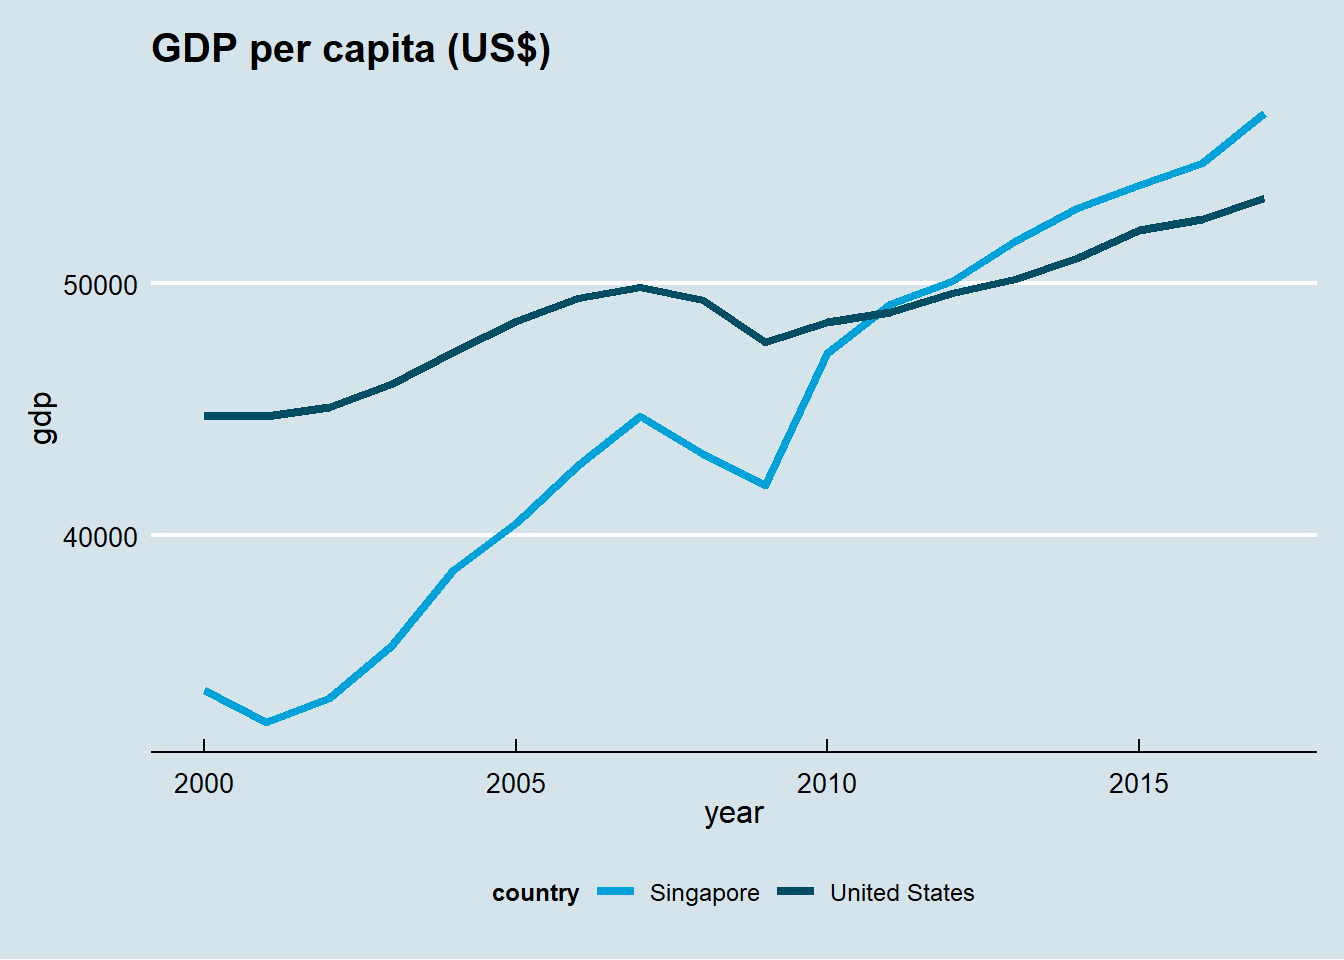 GDP per capita (US$)
50000
40000
gdp
2000 2005 2010 2015
year
country Singapore United States